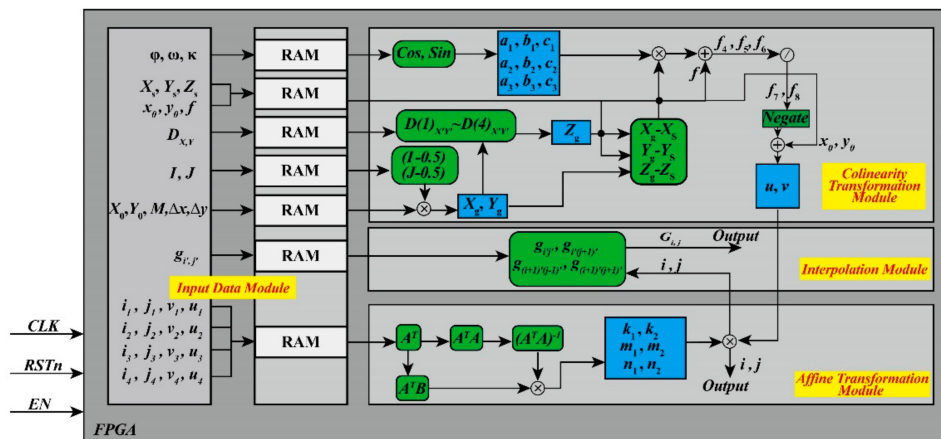 φ, ω, κ
Xs, Ys, Zs
x0, y0, f
Dx,y
I, J
X0,Y0, M,Δx,Δy
gi',j'
Input Data Module
i1 , j1 , v1 , u1
i2 , j2 , v2 , u2
i3 , j3 , v3 , u3
i4 , j4 , v4 , u4
CLK
RSTn
EN
FPGA
RAM
RAM
RAM
RAM
RAM
RAM
RAM
Cos, Sin
a1, b1, c1
a2, b2, c2
a3, b3, c3
f
f4, f5, f6
f7, f8
Negate
x0, y0
u, v
D(1)X'Y'~D(4)X'Y'
Zg
(I-0.5)
(J-0.5)
Xg, Yg
Xg-XS
Yg-YS
Zg-ZS
Colinearity
Transformation
Module
gi'j', gi'(j+1)'
g(i+1)'(j-1)', g(i+1)'(j+1)'
Gi,j
Output
i , j
Interpolation Module
AT
ATA
(ATA)-1
ATB
k1, k2
m1, m2
n1, n2
i , j
Output
Affine Transformation
Module